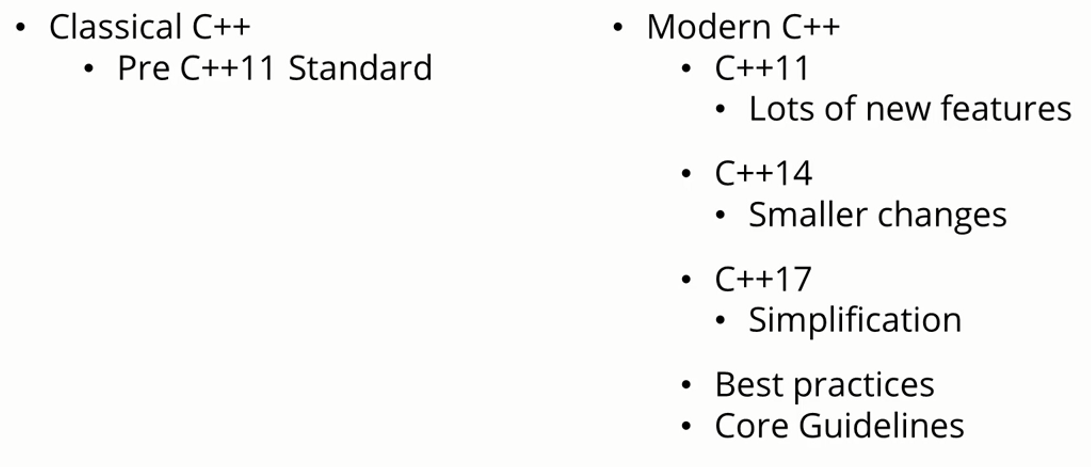 • Classical C++
• Pre C++11 Standard
• Modern C++
• C++11
• Lots of new features
• C++14
• Smaller changes
• C++17
• Simplification
• Best practices
• Core Guidelines